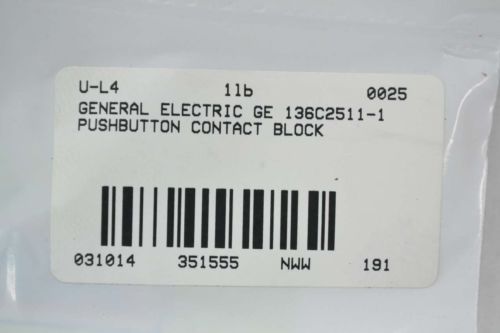 U-L4 1lb 0025
GENERAL ELECTRIC GE 136C2511-1
PUSHBUTTON CONTACT BLOCK
031014 351555 NWW 191